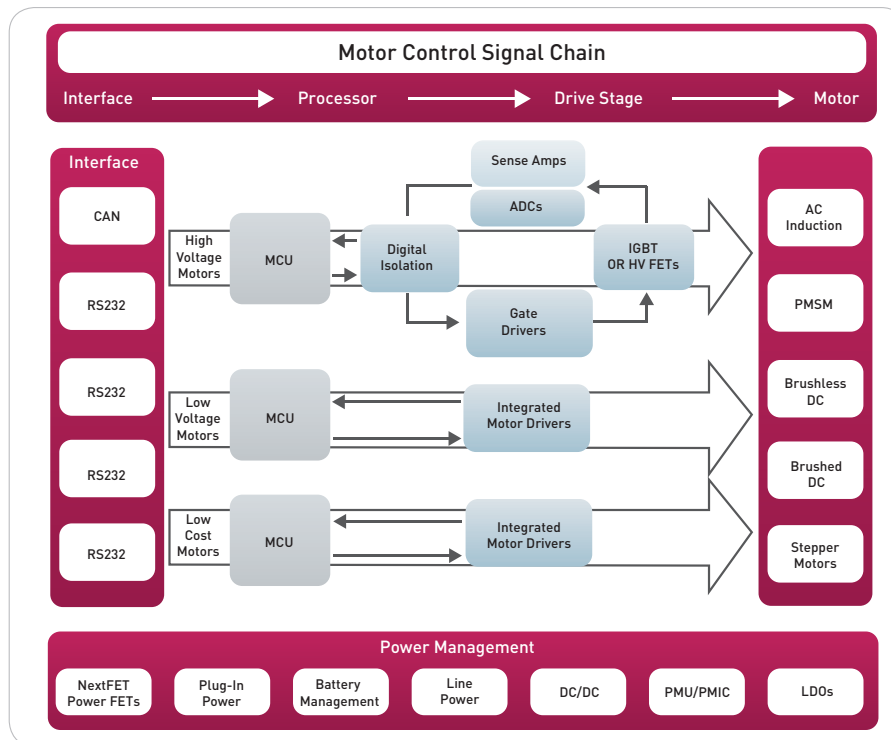 Motor Control Signal Chain
Interface
Processor
Drive Stage
Motor
Interface
CAN
RS232
RS232
RS232
RS232
High
Voltage
Motors
MCU
Digital
Isolation
Sense Amps
ADCs
Gate
Drivers
IGBT
OR HV FETs
Low
Voltage
Motors
MCU
Integrated
Motor Drivers
Low
Cost
Motors
MCU
Integrated
Motor Drivers
AC
Induction
PMSM
Brushless
DC
Brushed
DC
Stepper
Motors
Power Management
NextFET
Power FETs
Plug-In
Power
Battery
Management
Line
Power
DC/DC
PMU/PMIC
LDOs